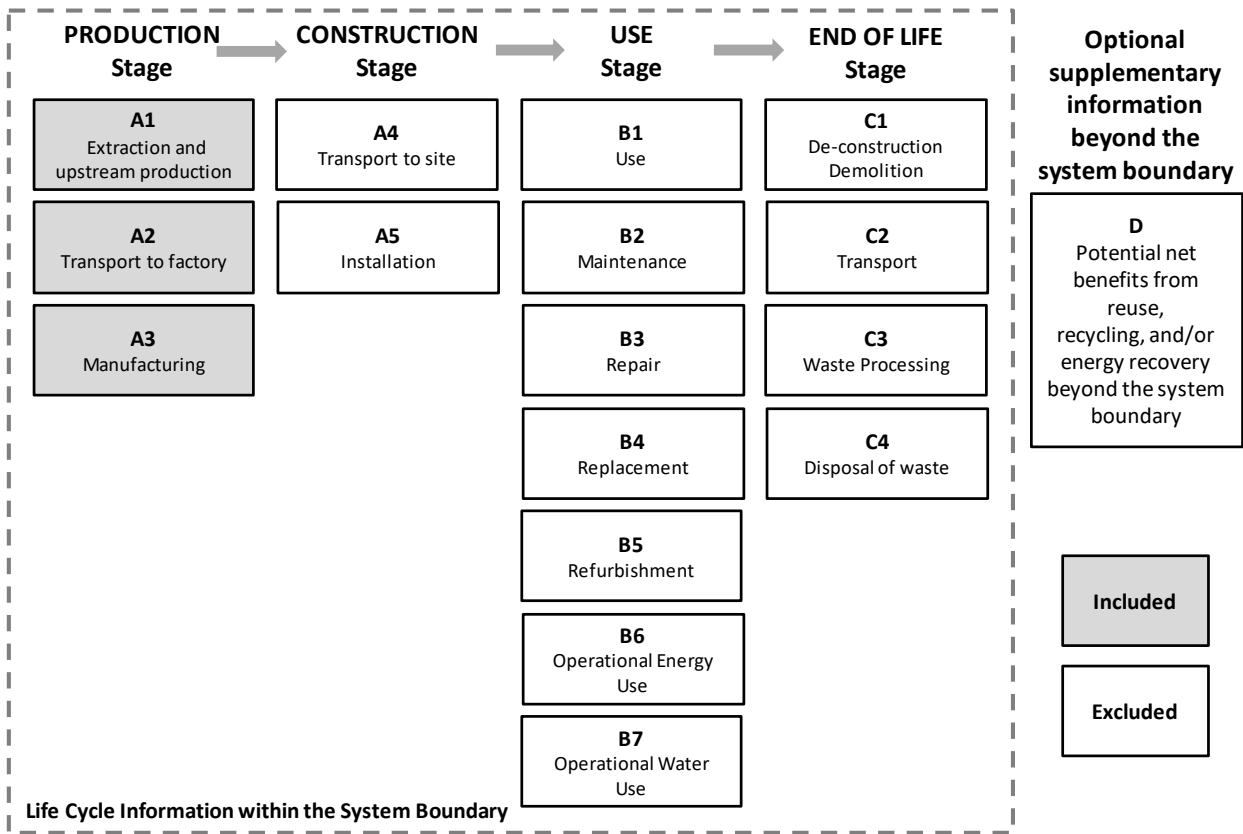 PRODUCTION
Stage
CONSTRUCTION
Stage
USE
Stage
END OF LIFE
Stage
A1
Extraction and
upstream production
A2
Transport to factory
A3
Manufacturing
A4
Transport to site
A5
Installation
B1
Use
B2
Maintenance
B3
Repair
B4
Replacement
B5
Refurbishment
B6
Operational Energy
Use
B7
Operational Water
Use
C1
De-construction
Demolition
C2
Transport
C3
Waste Processing
C4
Disposal of waste
Life Cycle Information within the System Boundary
Optional
supplementary
information
beyond the
system boundary
D
Potential net
benefits from
reuse,
recycling, and/or
energy recovery
beyond the system
boundary
Included
Excluded